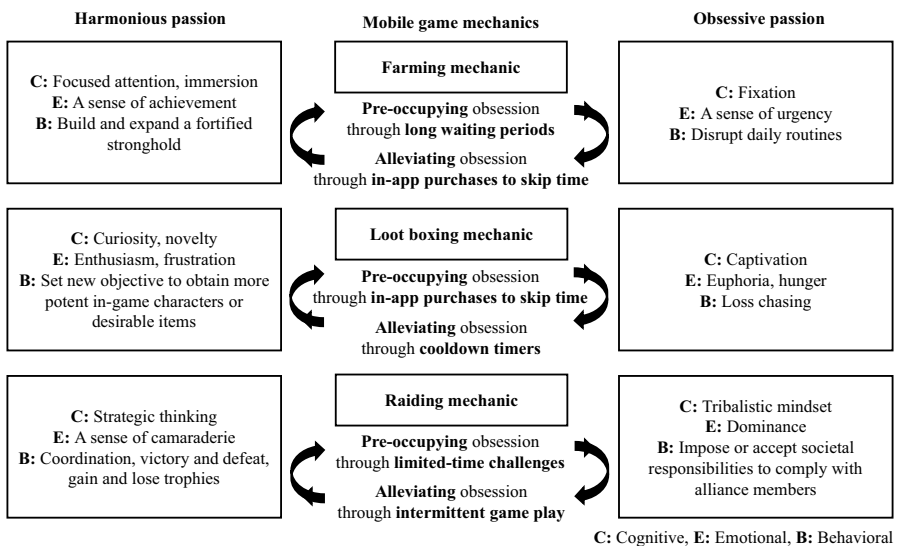 Harmonious passion
Mobile game mechanics
Obsessive passion
C: Focused attention, immersion
E: A sense of achievement
B: Build and expand a fortified
stronghold
Farming mechanic
Pre-occupying obsession
through long waiting periods
Alleviating obsession
through in-app purchases to skip time
C: Fixation
E: A sense of urgency
B: Disrupt daily routines
C: Curiosity, novelty
E: Enthusiasm, frustration
B: Set new objective to obtain more
potent in-game characters or
desirable items
Loot boxing mechanic
Pre-occupying obsession
through in-app purchases to skip time
Alleviating obsession
through cooldown timers
C: Captivation
E: Euphoria, hunger
B: Loss chasing
C: Strategic thinking
E: A sense of camaraderie
B: Coordination, victory and defeat,
gain and lose trophies
Raiding mechanic
Pre-occupying obsession
through limited-time challenges
Alleviating obsession
through intermittent game play
C: Tribalistic mindset
E: Dominance
B: Impose or accept societal
responsibilities to comply with
alliance members
C: Cognitive, E: Emotional, B: Behavioral